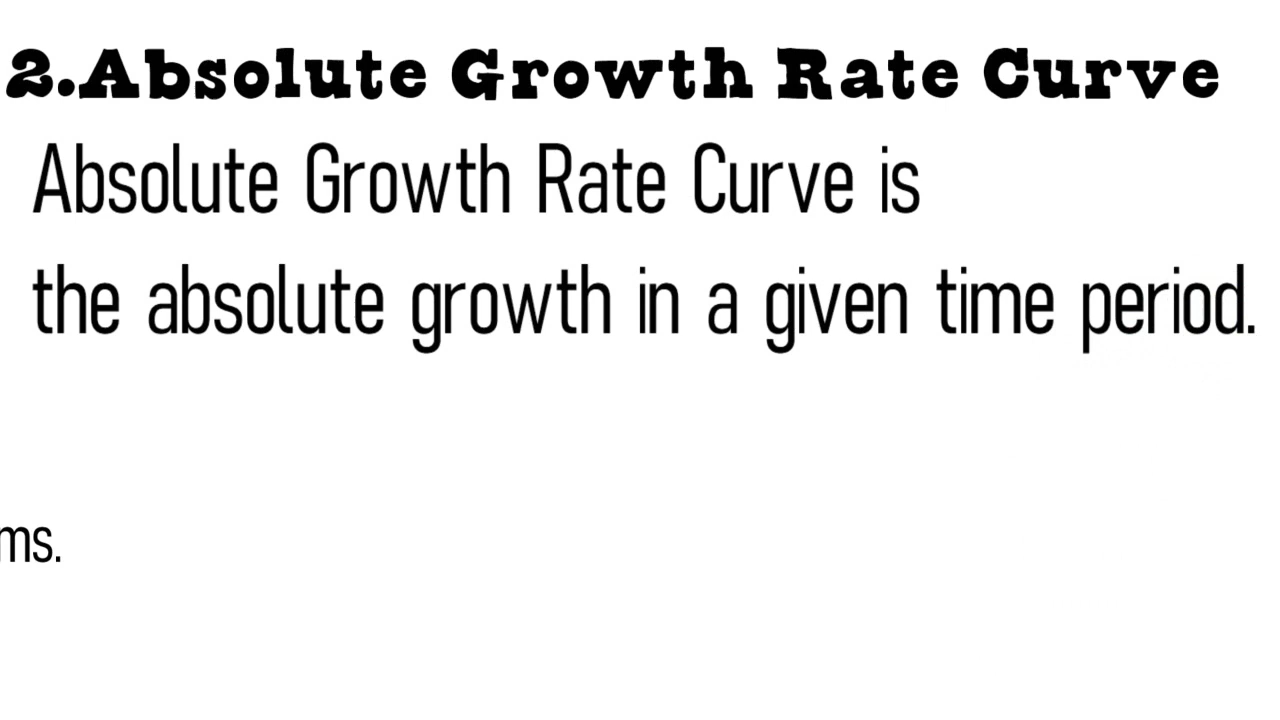 2.Absolute Growth Rate Curve
Absolute Growth Rate Curve is
the absolute growth in a given time period.
ms.